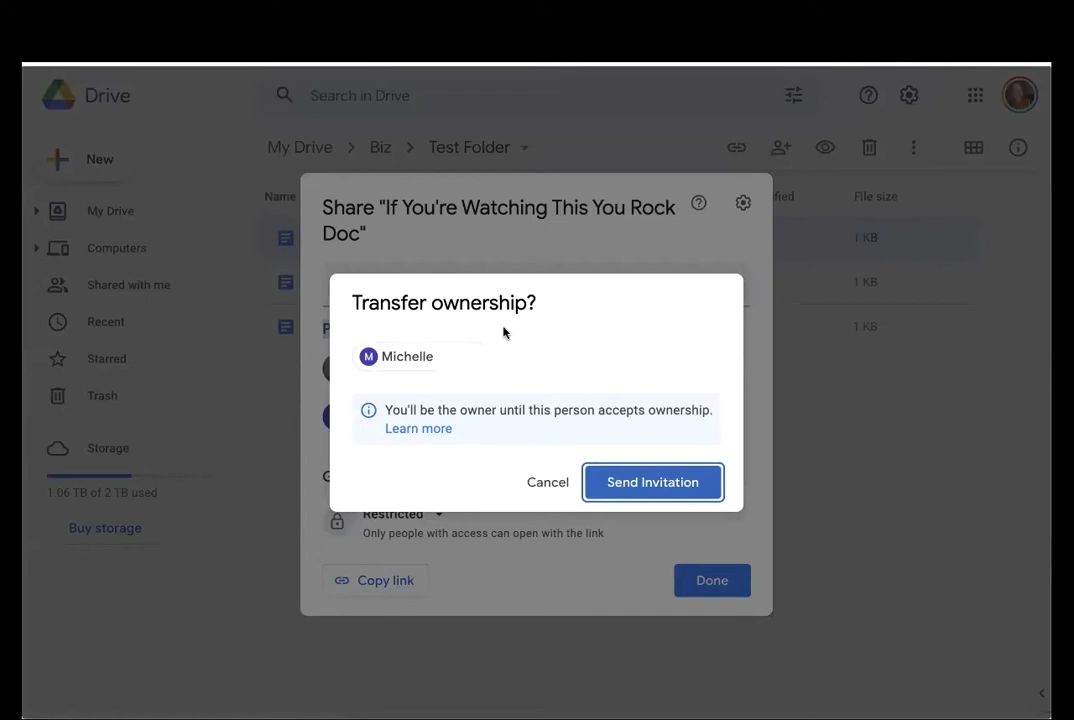 Drive
Search in Drive
New
My Drive
Biz
Test Folder
Name
File size
My Drive
Computers
Shared with me
Recent
Starred
Trash
Storage
1.06 TB of 2 TB used
Buy storage
1 KB
1 KB
1 KB
Share "If You're Watching This You Rock
Doc"
Transfer ownership?
M Michelle
You'll be the owner until this person accepts ownership.
Learn more
Cancel
Send Invitation
Restricted
Only people with access can open with the link
Copy link
Done